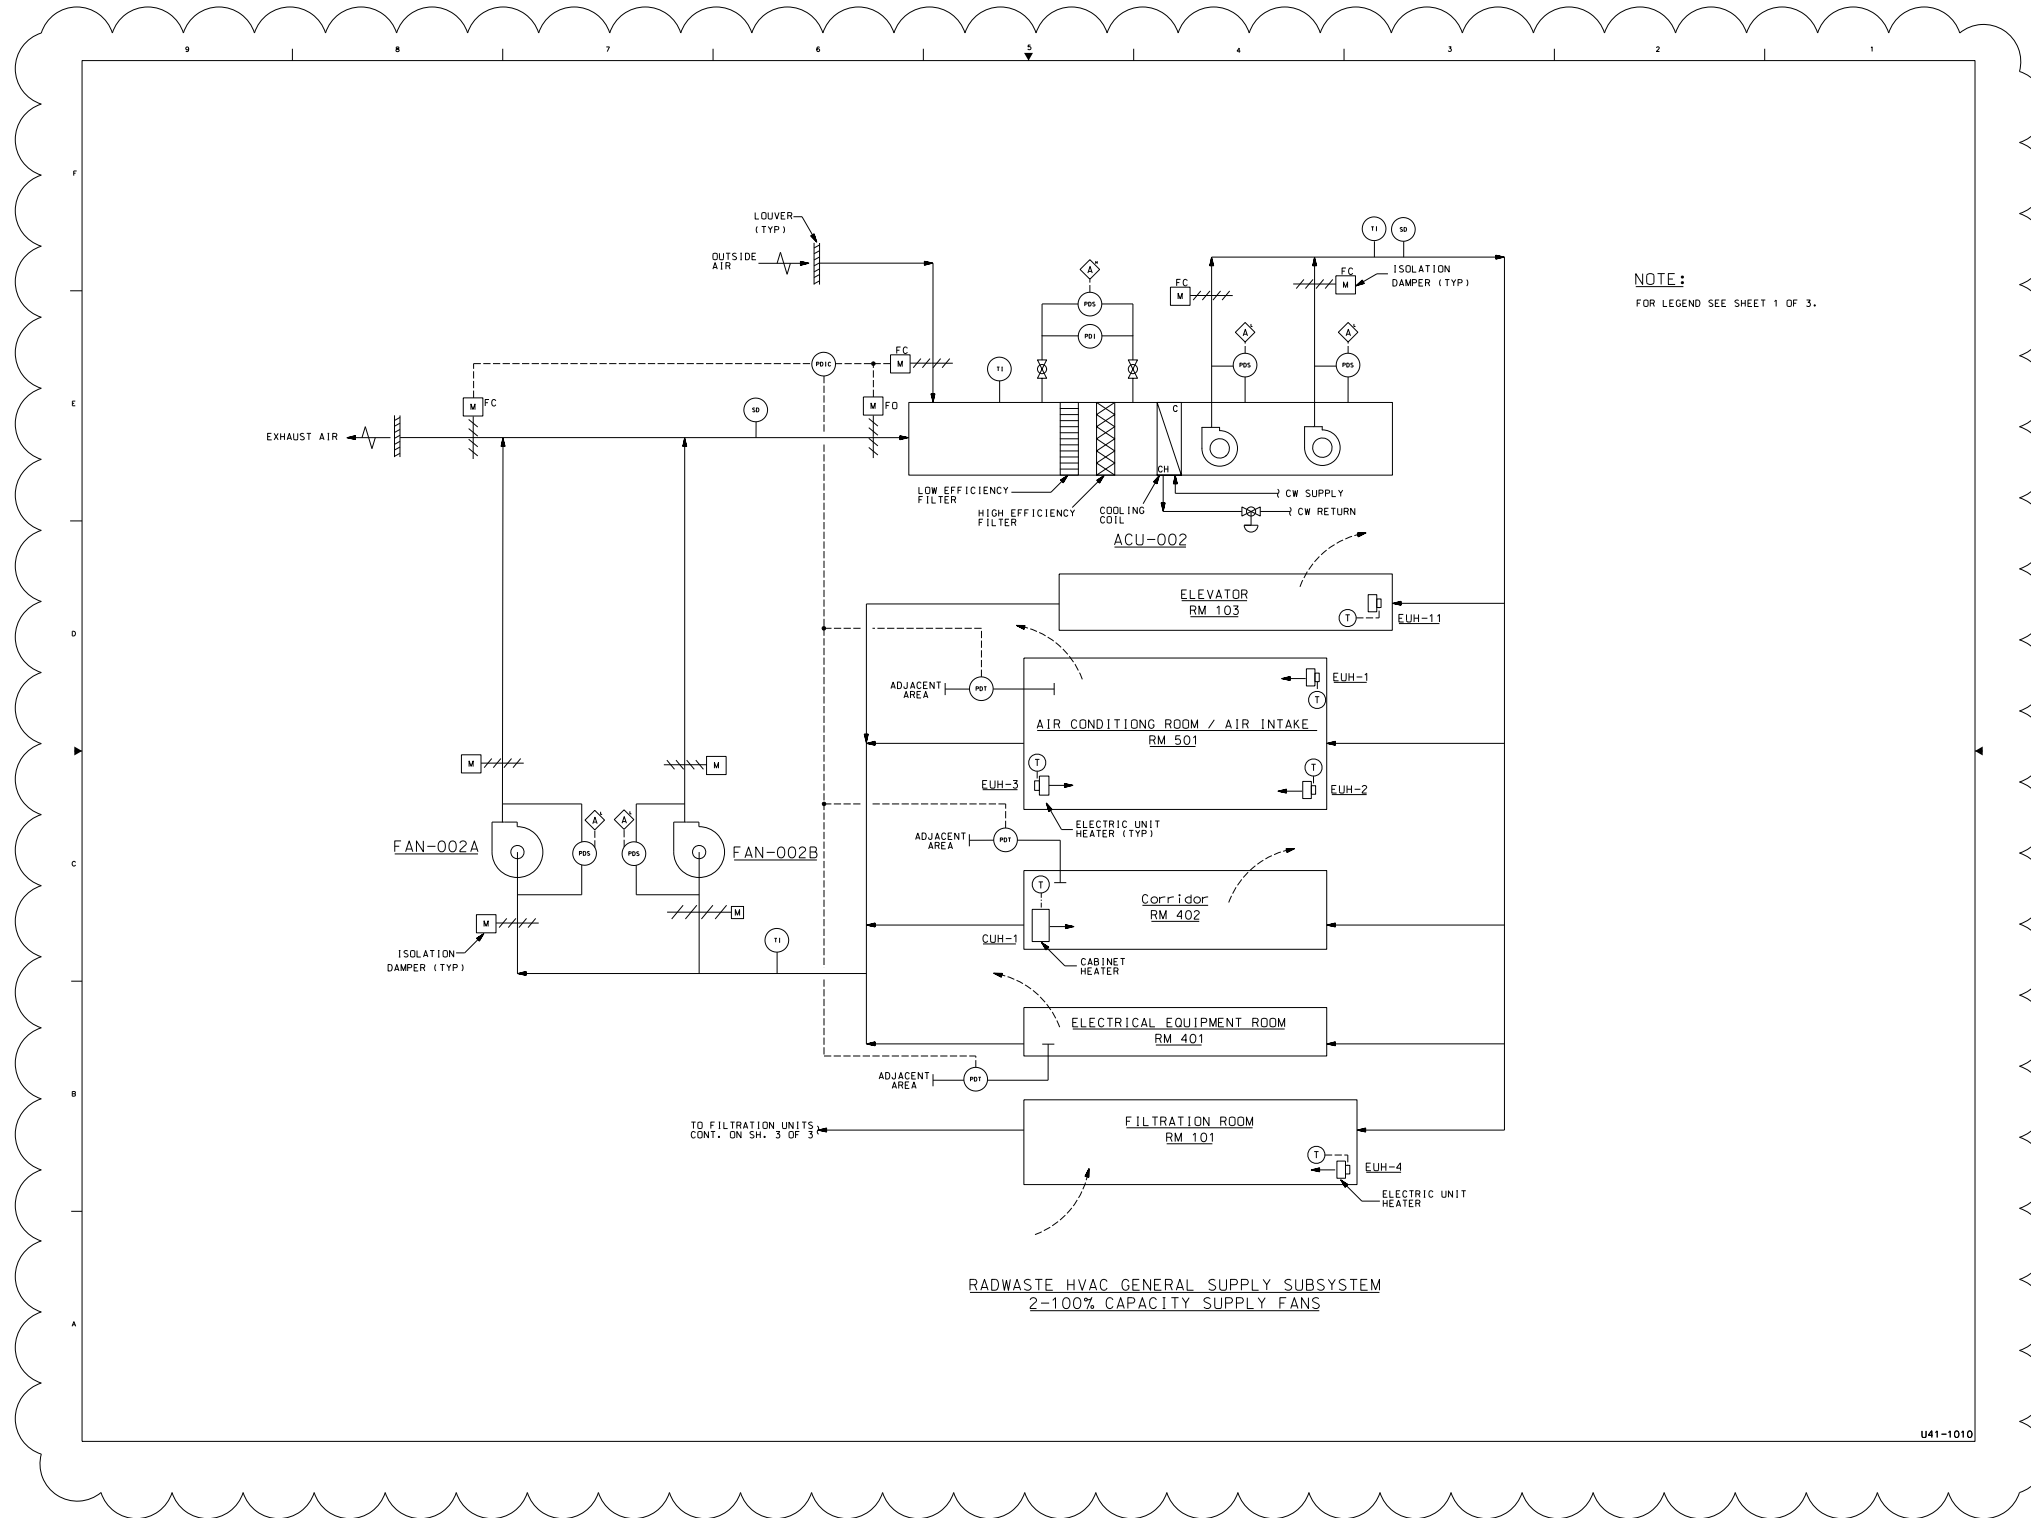 9 8 7 6 5 4 3 2 1
F
E
D
C
B
A
LOUVER
(TYP)
OUTSIDE
AIR
TI
SD
FC
M
FC
M
ISOLATION
DAMPER (TYP)
NOTE:
FOR LEGEND SEE SHEET 1 OF 3.
A
PDS
PDI
A
PDS
A
PDS
TI
PDIC
FC
M
M
FC
SD
M
FO
EXHAUST AIR
C
CH
LOW EFFICIENCY
FILTER
HIGH EFFICIENCY
FILTER
COOLING
COIL
CW SUPPLY
CW RETURN
ACU-002
ELEVATOR
RM 103
T
EUH-11
ADJACENT
AREA
PDT
EUH-1
T
AIR CONDITIONG ROOM / AIR INTAKE
RM 501
T
EUH-3
T
EUH-2
ELECTRIC UNIT
HEATER (TYP)
M
M
A
A
PDS
PDS
FAN-002A
FAN-002B
ADJACENT
AREA
PDT
T
Corridor
RM 402
CUH-1
CABINET
HEATER
M
M
TI
ISOLATION
DAMPER (TYP)
ELECTRICAL EQUIPMENT ROOM
RM 401
ADJACENT
AREA
PDT
TO FILTRATION UNITS
CONT. ON SH. 3 OF 3
FILTRATION ROOM
RM 101
T
EUH-4
ELECTRIC UNIT
HEATER
RADWASTE HVAC GENERAL SUPPLY SUBSYSTEM
2-100% CAPACITY SUPPLY FANS
U41-1010